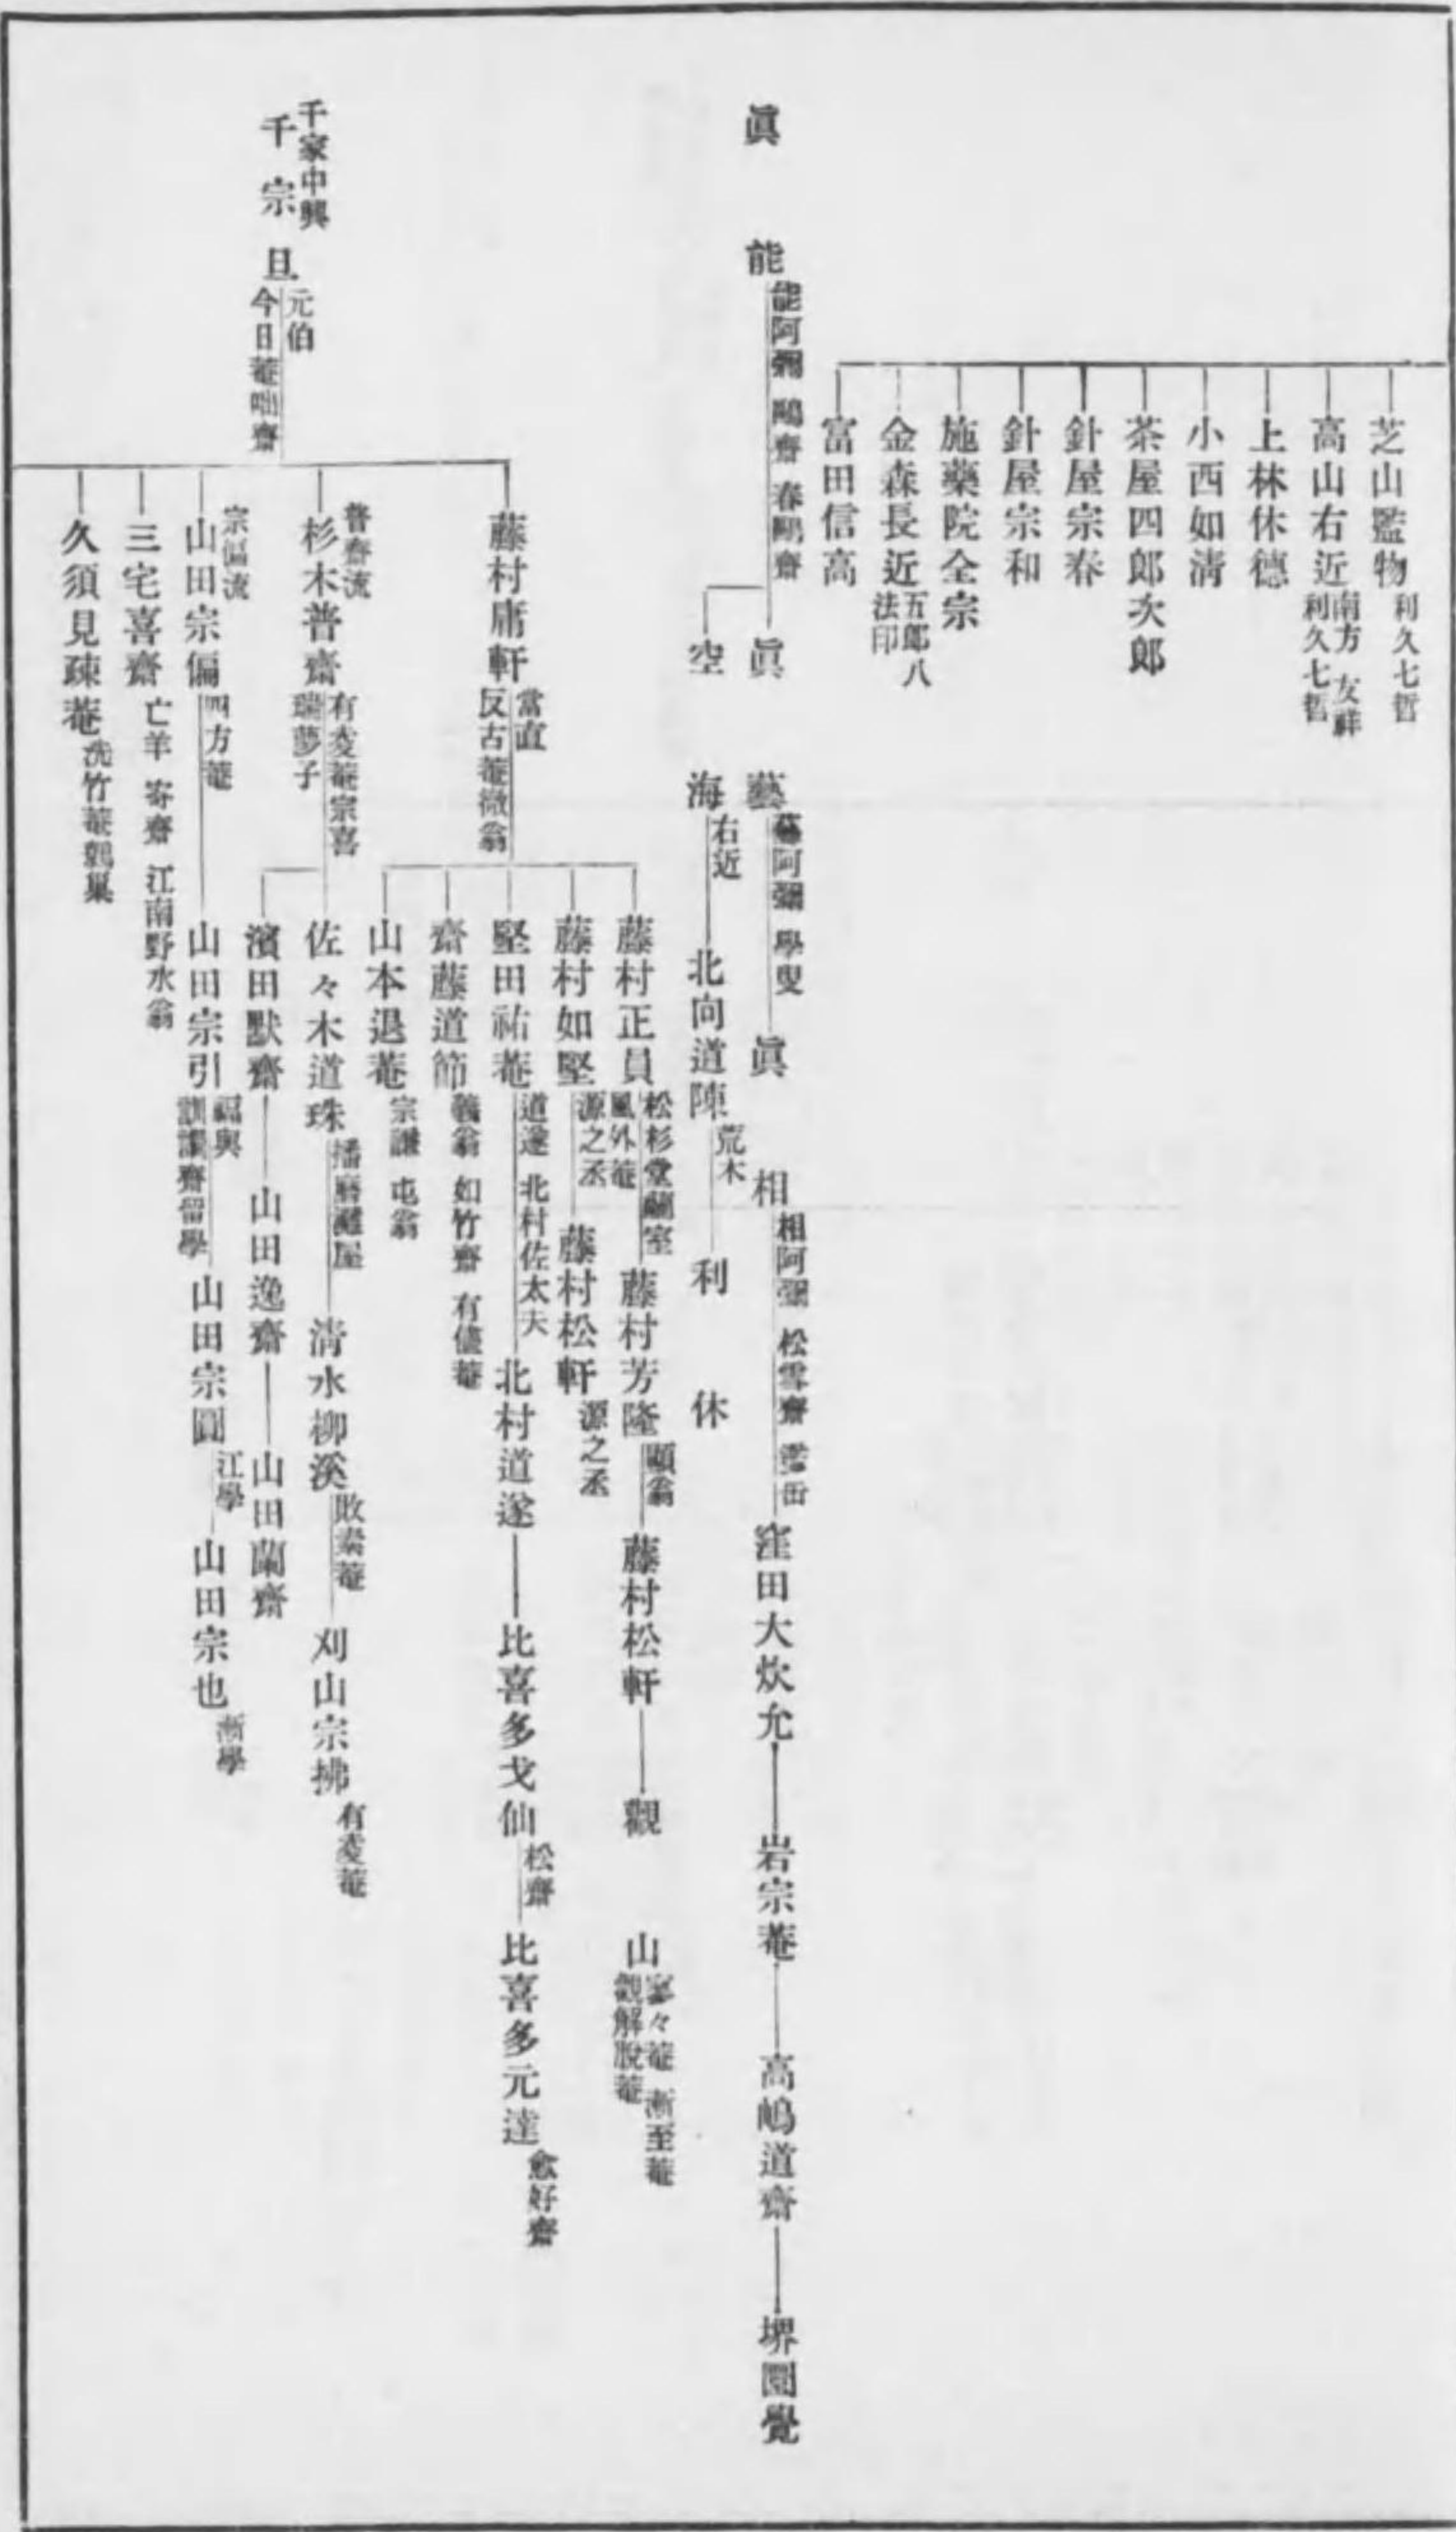 芝山監物 利久七哲
高山右近 南方 友祥 利久七哲
上林休德
小西如清
茶屋四郎次郎
針屋宗春
針屋宗和
施藥院全宗
金森長近 五郎八 法印
富田信高
眞能 能阿彌 鷗齋 春鷗齋
眞藝 藝阿彌 學叟
眞相 相阿彌 松雪齋 鑑岳
窪田大炊允
岩宗菴
高嶋道齋
堺圓覺
空海 右近
北向道陳 荒木
利休
千家中興
千宗旦 元伯 今日菴咄齋
藤村庸軒 當直 反古菴微翁
藤村正員 松杉堂蘭室 風外菴
藤村芳隆 顯翁
藤村松軒
觀山 寥々菴 漸至菴 觀解脫菴
藤村如堅 源之丞
藤村松軒 源之丞
堅田祐菴 道遂 北村佐太夫
北村道遂
比喜多戈仙 松齋
比喜多元達 愈好齋
齋藤道節 義翁 如竹齋 有儘菴
山本退菴 宗謙 屯翁
普齋流
杉木普齋 有叜菴宗喜 瑞夢子
佐々木道珠 播磨灘屋
清水柳溪 敗素菴
刈山宗拂 有叜菴
濱田默齋
山田逸齋
山田蘭齋
宗偏流
山田宗偏 四方菴
山田宗引 福與 訓讓齋留學
山田宗圓 江學
山田宗也 漸學
三宅喜齋 亡羊 寄齋 江南野水翁
久須見疎菴 洗竹菴鶴巢